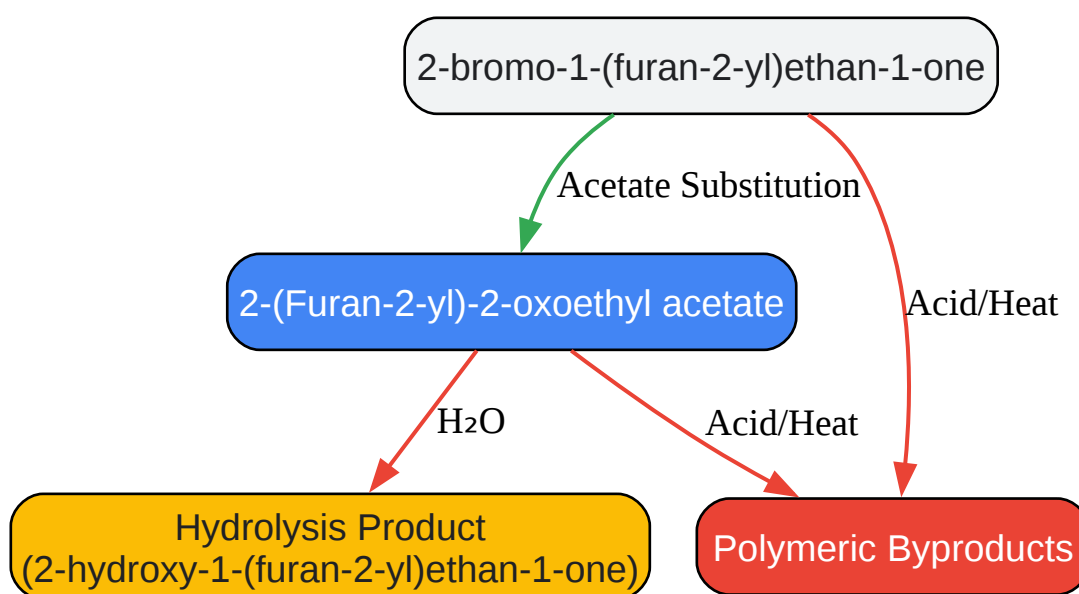 2-bromo-1-(furan-2-yl)ethan-1-one
Acetate Substitution
2-(Furan-2-yl)-2-oxoethyl acetate
Acid/Heat
H₂O
Acid/Heat
Hydrolysis Product
(2-hydroxy-1-(furan-2-yl)ethan-1-one)
Polymeric Byproducts